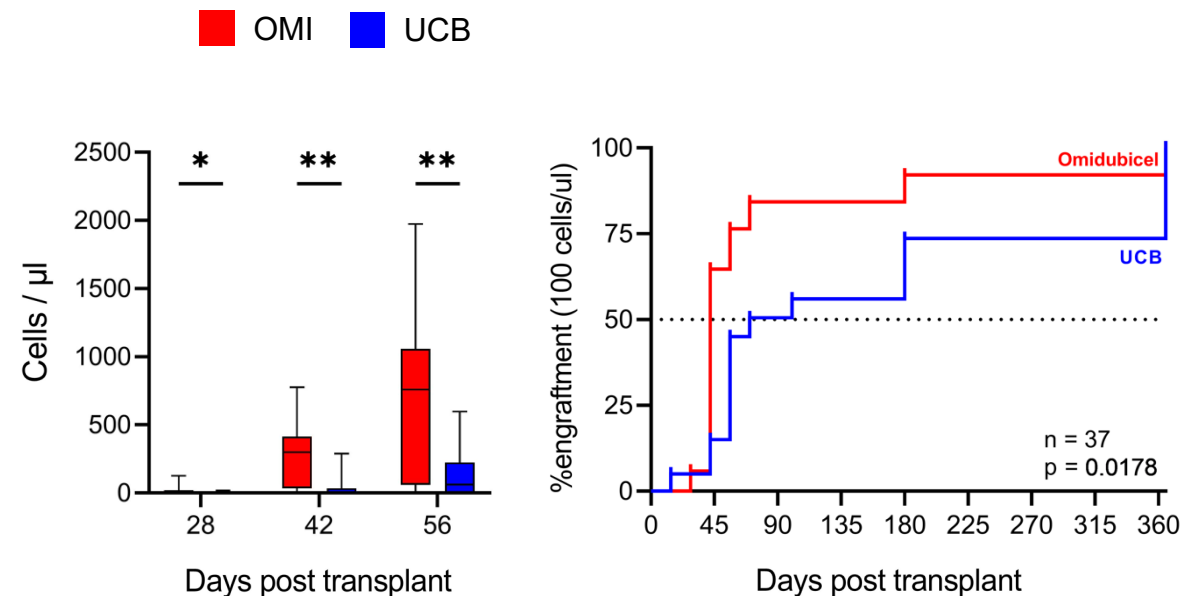 OMI UCB
Cells / µl
2500
2000
1500
1000
500
0
* ** **
28 42 56
Days post transplant
%engraftment (100 cells/ul)
100
75
50
25
0
Omidubicel
UCB
n = 37
p = 0.0178
0 45 90 135 180 225 270 315 360
Days post transplant